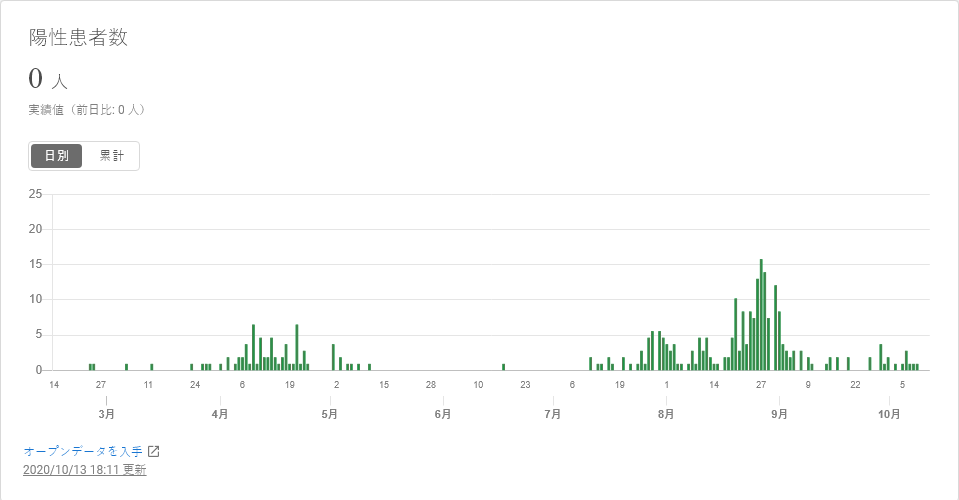 陽性患者数
0 人
実績値（前日比: 0 人）
日別 累計
25
20
15
10
5
0
14 27 11 24 6 19 2 15 28 10 23 6 19 1 14 27 9 22 5
3月 4月 5月 6月 7月 8月 9月 10月
オープンデータを入手
2020/10/13 18:11 更新